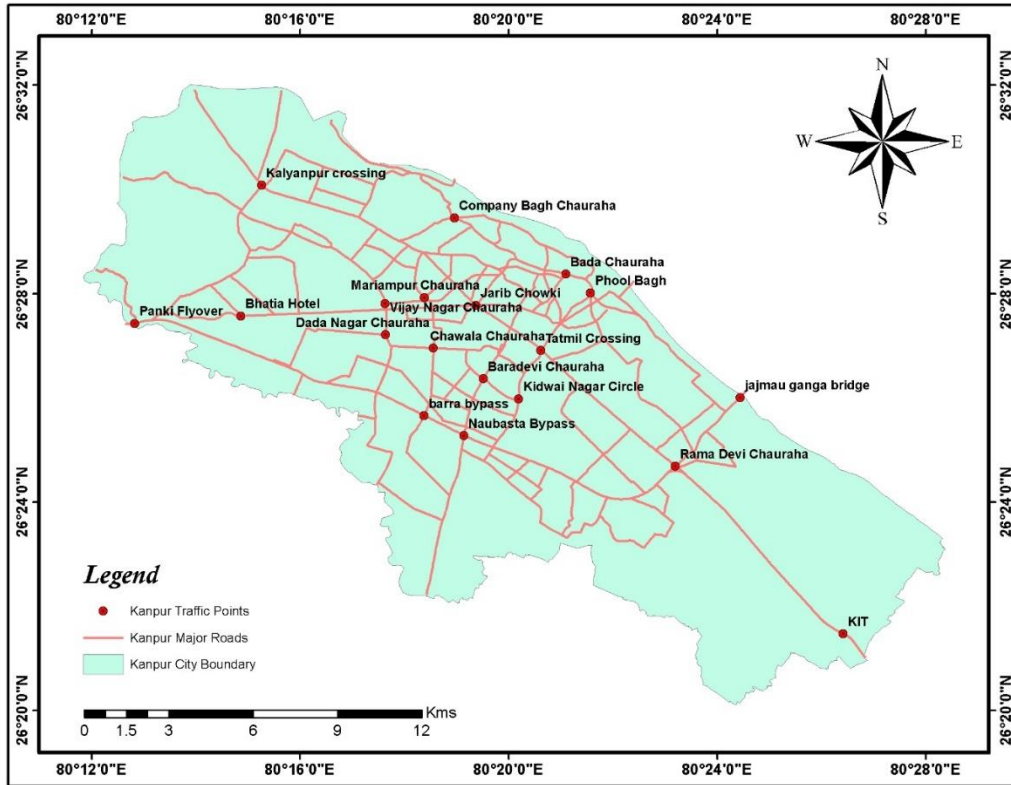 80°12'0"E 80°16'0"E 80°20'0"E 80°24'0"E 80°28'0"E
26°32'0"N
26°32'0"N
N
W E
S
Kalyanpur crossing
Company Bagh Chauraha
Bada Chauraha
Phool Bagh
26°28'0"N
26°28'0"N
Mariampur Chauraha
Jarib Chowki
Bhatia Hotel
Vijay Nagar Chauraha
Panki Flyover
Dada Nagar Chauraha
Chawala Chauraha
Tatmil Crossing
Baradevi Chauraha
Kidwai Nagar Circle
jajmau ganga bridge
barra bypass
Naubasta Bypass
Rama Devi Chauraha
26°24'0"N
26°24'0"N
Legend
Kanpur Traffic Points
Kanpur Major Roads
Kanpur City Boundary
KIT
26°20'0"N
26°20'0"N
Kms
0 1.5 3 6 9 12
80°12'0"E 80°16'0"E 80°20'0"E 80°24'0"E 80°28'0"E